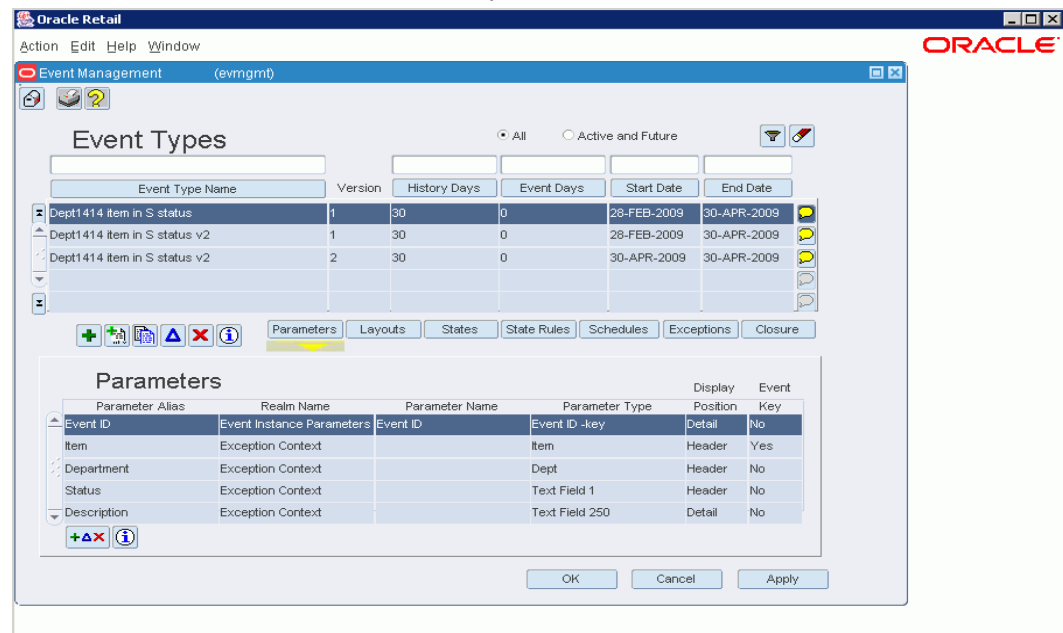 Oracle Retail
Action Edit Help Window
ORACLE
Event Management (evmgmt)
Event Types
All Active and Future
Event Type Name Version History Days Event Days Start Date End Date
Dept1414 item in S status 1 30 0 28-FEB-2009 30-APR-2009
Dept1414 item in S status v2 1 30 0 28-FEB-2009 30-APR-2009
Dept1414 item in S status v2 2 30 0 30-APR-2009 30-APR-2009
Parameters Layouts States State Rules Schedules Exceptions Closure
Parameters
Display Event
Parameter Alias Realm Name Parameter Name Parameter Type Position Key
Event ID Event Instance Parameters Event ID Event ID -key Detail No
Item Exception Context Item Header Yes
Department Exception Context Dept Header No
Status Exception Context Text Field 1 Header No
Description Exception Context Text Field 250 Detail No
OK Cancel Apply